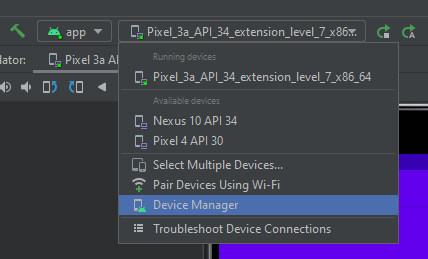 app
Pixel_3a_API_34_extension_level_7_x86...
lator:
Pixel 3a AP
Running devices
Pixel_3a_API_34_extension_level_7_x86_64
Available devices
Nexus 10 API 34
Pixel 4 API 30
Select Multiple Devices...
Pair Devices Using Wi-Fi
Device Manager
Troubleshoot Device Connections